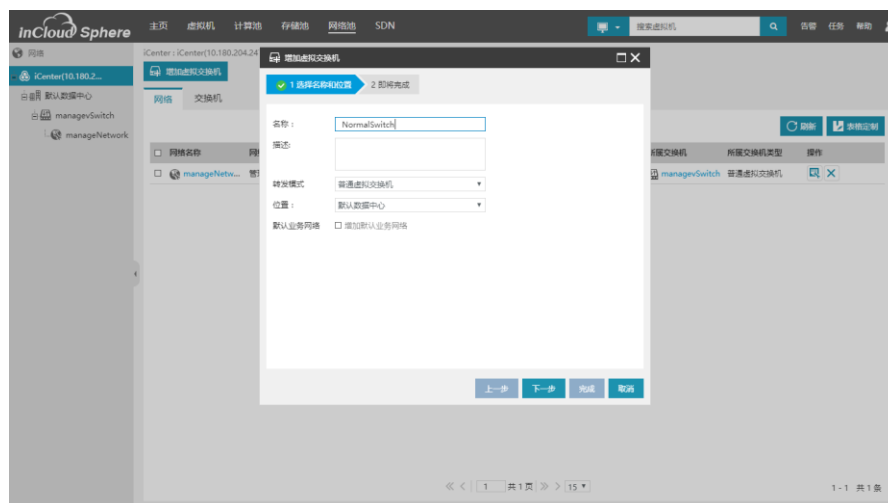 inCloud Sphere
主页 虚拟机 计算池 存储池 网络池 SDN
搜索虚拟机
告警 任务 帮助
网络
iCenter : iCenter(10.180.204.24
iCenter(10.180.2...
默认数据中心
managevSwitch
manageNetwork
增加虚拟交换机
网络 交换机
刷新 表格定制
网络名称 所属交换机 所属交换机类型 操作
manageNetw... managevSwitch 普通虚拟交换机
增加虚拟交换机
1 选择名称和位置 2 即将完成
名称: NormalSwitch
描述:
转发模式 普通虚拟交换机
位置: 默认数据中心
默认业务网络 增加默认业务网络
上一步 下一步 完成 取消
1 共1页 15
1-1 共1条